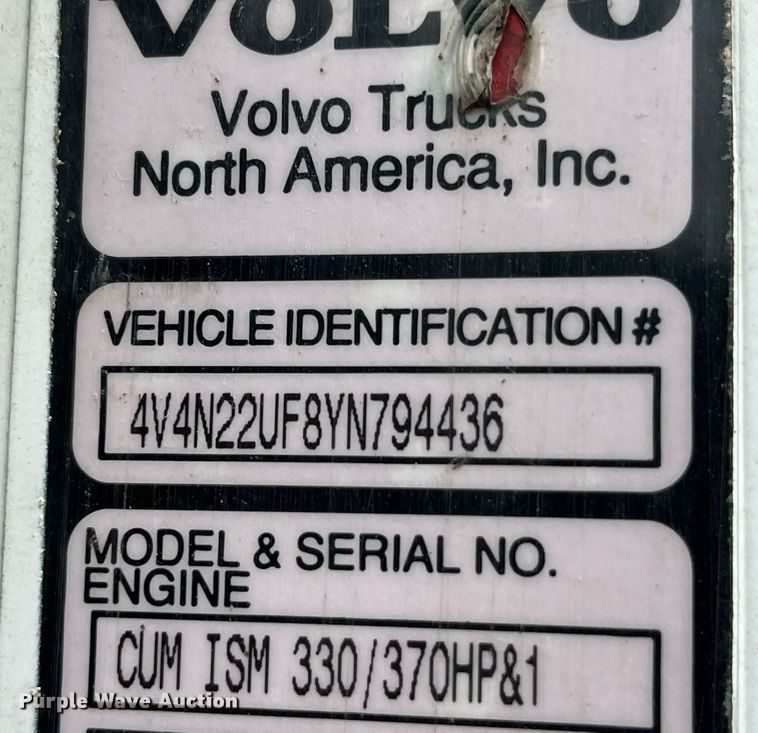 VOLVO
Volvo Trucks
North America, Inc.
VEHICLE IDENTIFICATION #
4V4N22UF8YN794436
MODEL & SERIAL NO.
ENGINE
CUM ISM 330/370HP&1
Purple Wave Auction